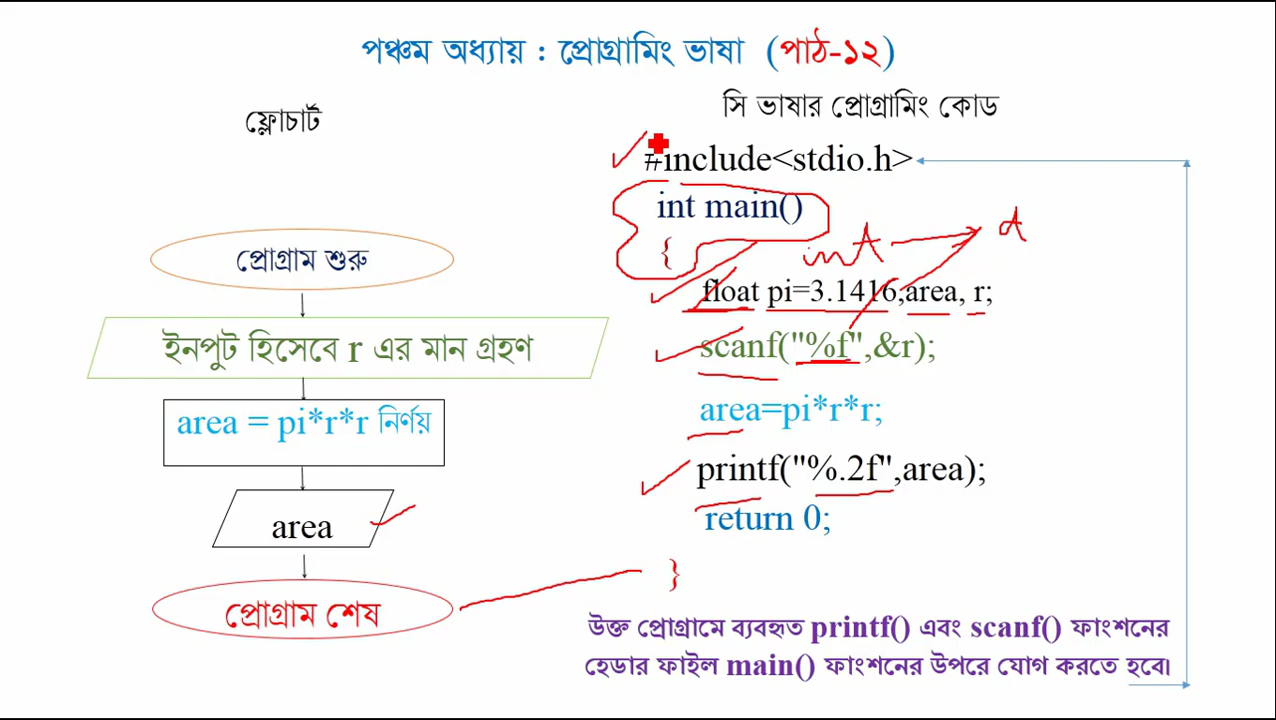 পঞ্চম অধ্যায় : প্রোগ্রামিং ভাষা (পাঠ-১২)
ফ্লোচার্ট
প্রোগ্রাম শুরু
ইনপুট হিসেবে r এর মান গ্রহণ
area = pi*r*r নির্ণয়
area
প্রোগ্রাম শেষ
সি ভাষার প্রোগ্রামিং কোড
#include<stdio.h>
int main()
{
float pi=3.1416,area, r;
scanf("%f",&r);
area=pi*r*r;
printf("%.2f",area);
return 0;
}
উক্ত প্রোগ্রামে ব্যবহৃত printf() এবং scanf() ফাংশনের
হেডার ফাইল main() ফাংশনের উপরে যোগ করতে হবে।